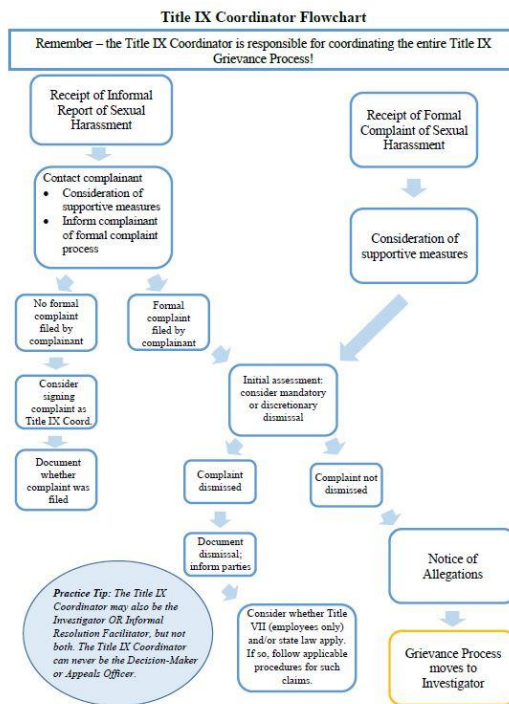 Title IX Coordinator Flowchart
Remember – the Title IX Coordinator is responsible for coordinating the entire Title IX
Grievance Process!
Receipt of Informal
Report of Sexual
Harassment
Receipt of Formal
Complaint of Sexual
Harassment
Contact complainant
• Consideration of
supportive measures
• Inform complainant
of formal complaint
process
Consideration of
supportive measures
No formal
complaint
filed by
complainant
Formal
complaint
filed by
complainant
Consider
signing
complaint as
Title IX Coord.
Initial assessment:
consider mandatory
or discretionary
dismissal
Document
whether
complaint was
filed
Complaint
dismissed
Complaint not
dismissed
Document
dismissal;
inform parties
Notice of
Allegations
Practice Tip: The Title IX
Coordinator may also be the
Investigator OR Informal
Resolution Facilitator, but not
both. The Title IX Coordinator
can never be the Decision-Maker
or Appeals Officer.
Consider whether Title
VII (employees only)
and/or state law apply.
If so, follow applicable
procedures for such
claims.
Grievance Process
moves to
Investigator